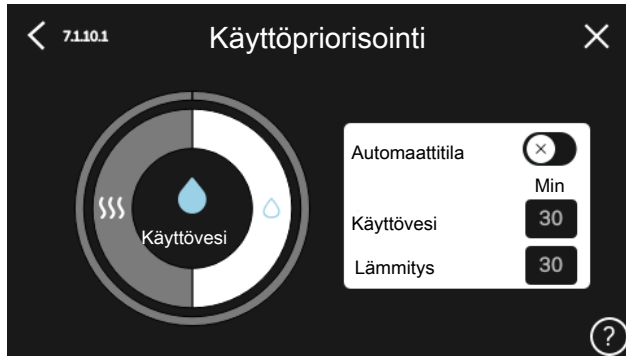 7.1.10.1
Käyttöpriorisointi
Automaattitila
Min
Käyttövesi
30
Lämmitys
30
Käyttövesi
?